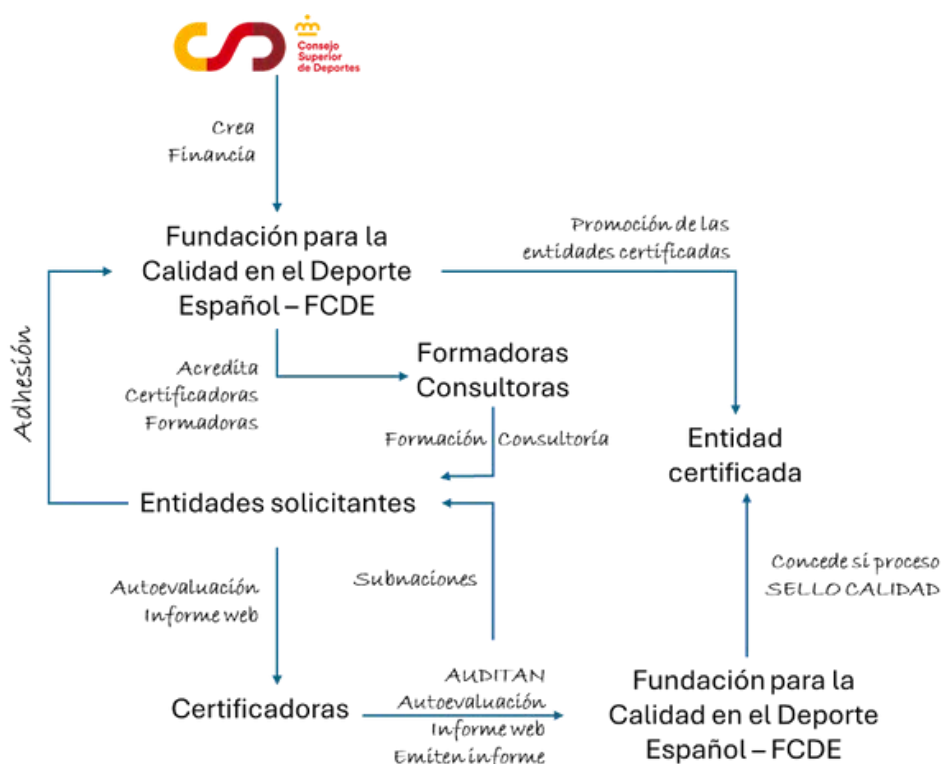 Consejo
Superior
de Deportes
Crea
Financia
Fundación para la
Calidad en el Deporte
Español – FCDE
Promoción de las
entidades certificadas
Adhesión
Acredita
Certificadoras
Formadoras
Formadoras
Consultoras
Formación Consultoría
Entidad
certificada
Entidades solicitantes
Autoevaluación
Informe web
Subnaciones
Concede si proceso
SELLO CALIDAD
Certificadoras
AUDITAN
Autoevaluación
Informe web
Emiten informe
Fundación para la
Calidad en el Deporte
Español – FCDE